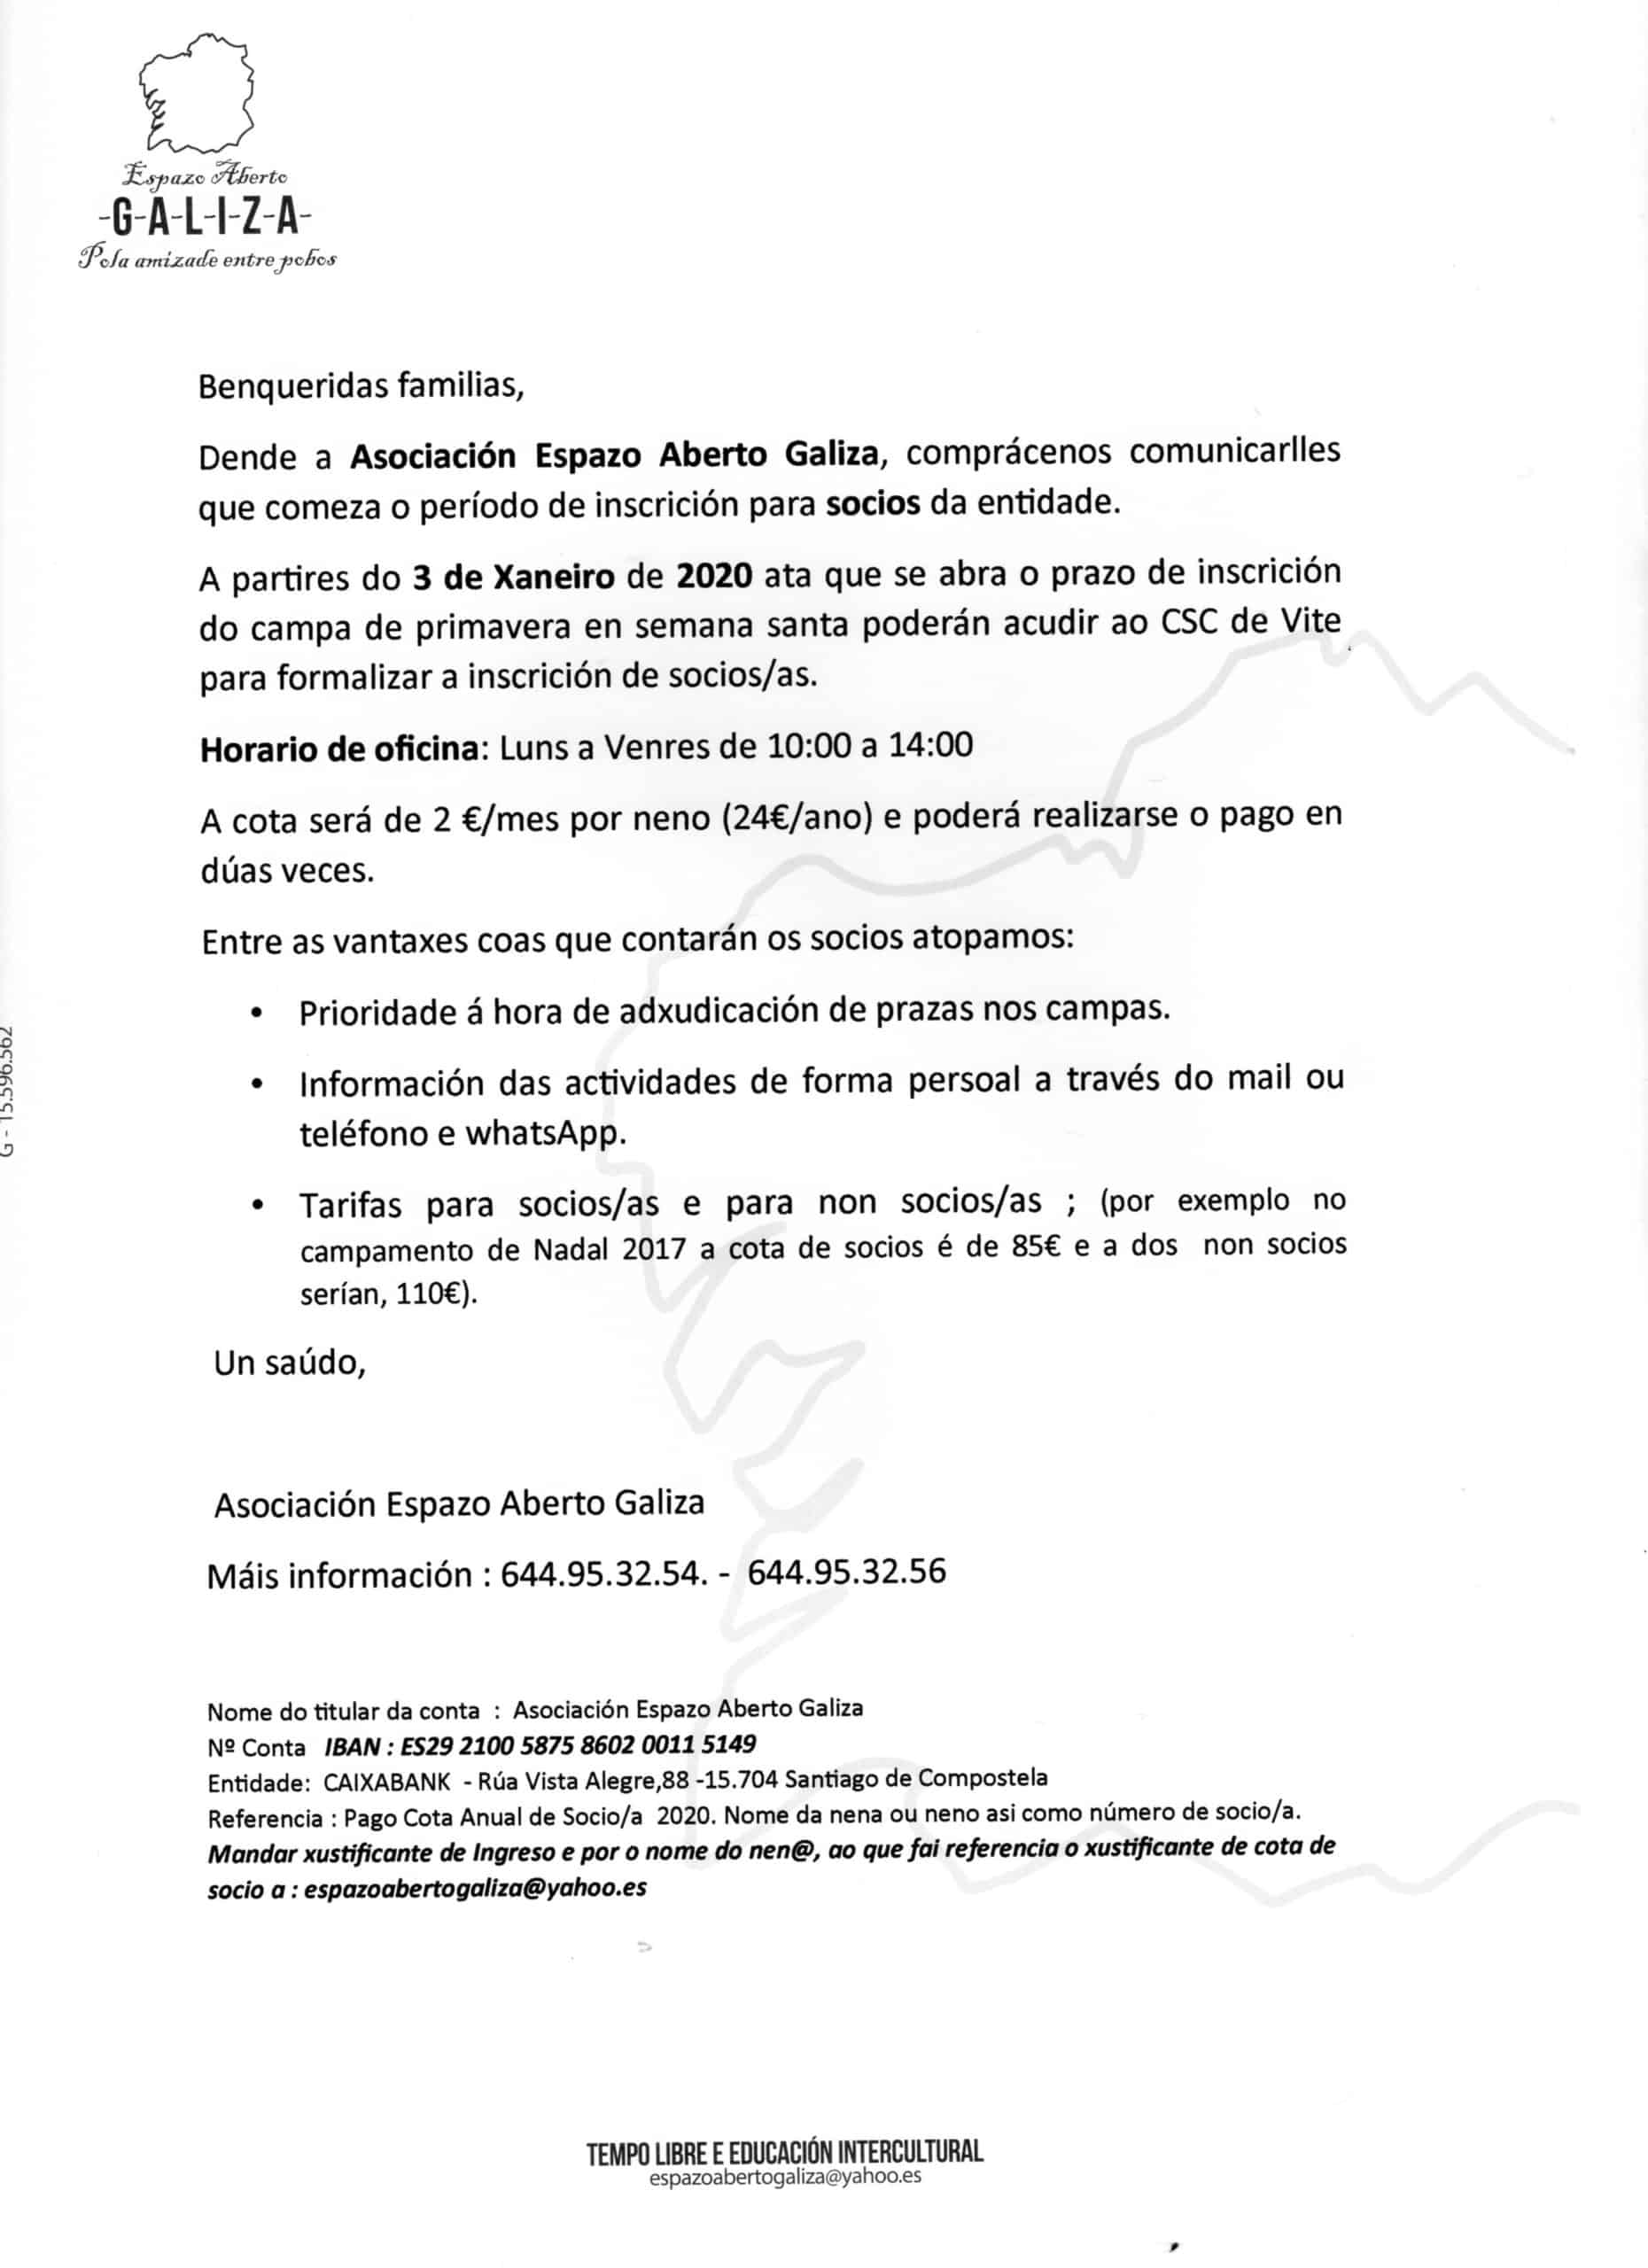 Espazo Aberto
-G-A-L-I-Z-A-
Pola amizade entre pobos
Benqueridas familias,
Dende a Asociación Espazo Aberto Galiza, comprácenos comunicarlles
que comeza o período de inscrición para socios da entidade.
A partires do 3 de Xaneiro de 2020 ata que se abra o prazo de inscrición
do campa de primavera en semana santa poderán acudir ao CSC de Vite
para formalizar a inscrición de socios/as.
Horario de oficina: Luns a Venres de 10:00 a 14:00
A cota será de 2 €/mes por neno (24€/ano) e poderá realizarse o pago en
dúas veces.
Entre as vantaxes coas que contarán os socios atopamos:
• Prioridade á hora de adxudicación de prazas nos campas.
• Información das actividades de forma persoal a través do mail ou
teléfono e whatsApp.
• Tarifas para socios/as e para non socios/as ; (por exemplo no
campamento de Nadal 2017 a cota de socios é de 85€ e a dos non socios
serían, 110€).
Un saúdo,
Asociación Espazo Aberto Galiza
Máis información : 644.95.32.54. - 644.95.32.56
Nome do titular da conta : Asociación Espazo Aberto Galiza
Nº Conta IBAN : ES29 2100 5875 8602 0011 5149
Entidade: CAIXABANK - Rúa Vista Alegre,88 -15.704 Santiago de Compostela
Referencia : Pago Cota Anual de Socio/a 2020. Nome da nena ou neno asi como número de socio/a.
Mandar xustificante de Ingreso e por o nome do nen@, ao que fai referencia o xustificante de cota de
socio a : espazoabertogaliza@yahoo.es
G - 15.596.562
TEMPO LIBRE E EDUCACIÓN INTERCULTURAL
espazoabertogaliza@yahoo.es